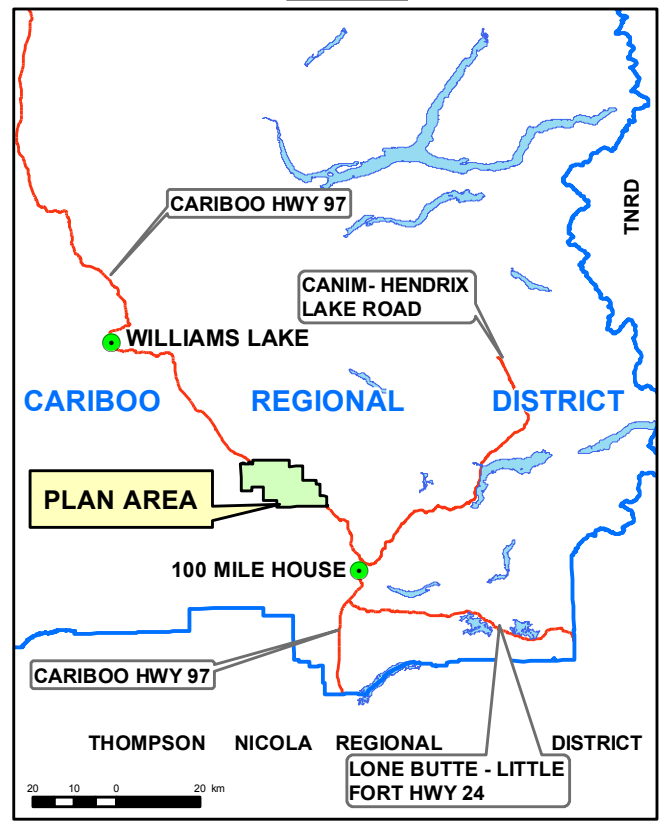 CARIBOO HWY 97
TNRD
CANIM- HENDRIX
LAKE ROAD
WILLIAMS LAKE
CARIBOO REGIONAL DISTRICT
PLAN AREA
100 MILE HOUSE
CARIBOO HWY 97
THOMPSON NICOLA REGIONAL DISTRICT
LONE BUTTE - LITTLE
FORT HWY 24
20 10 0 20 km